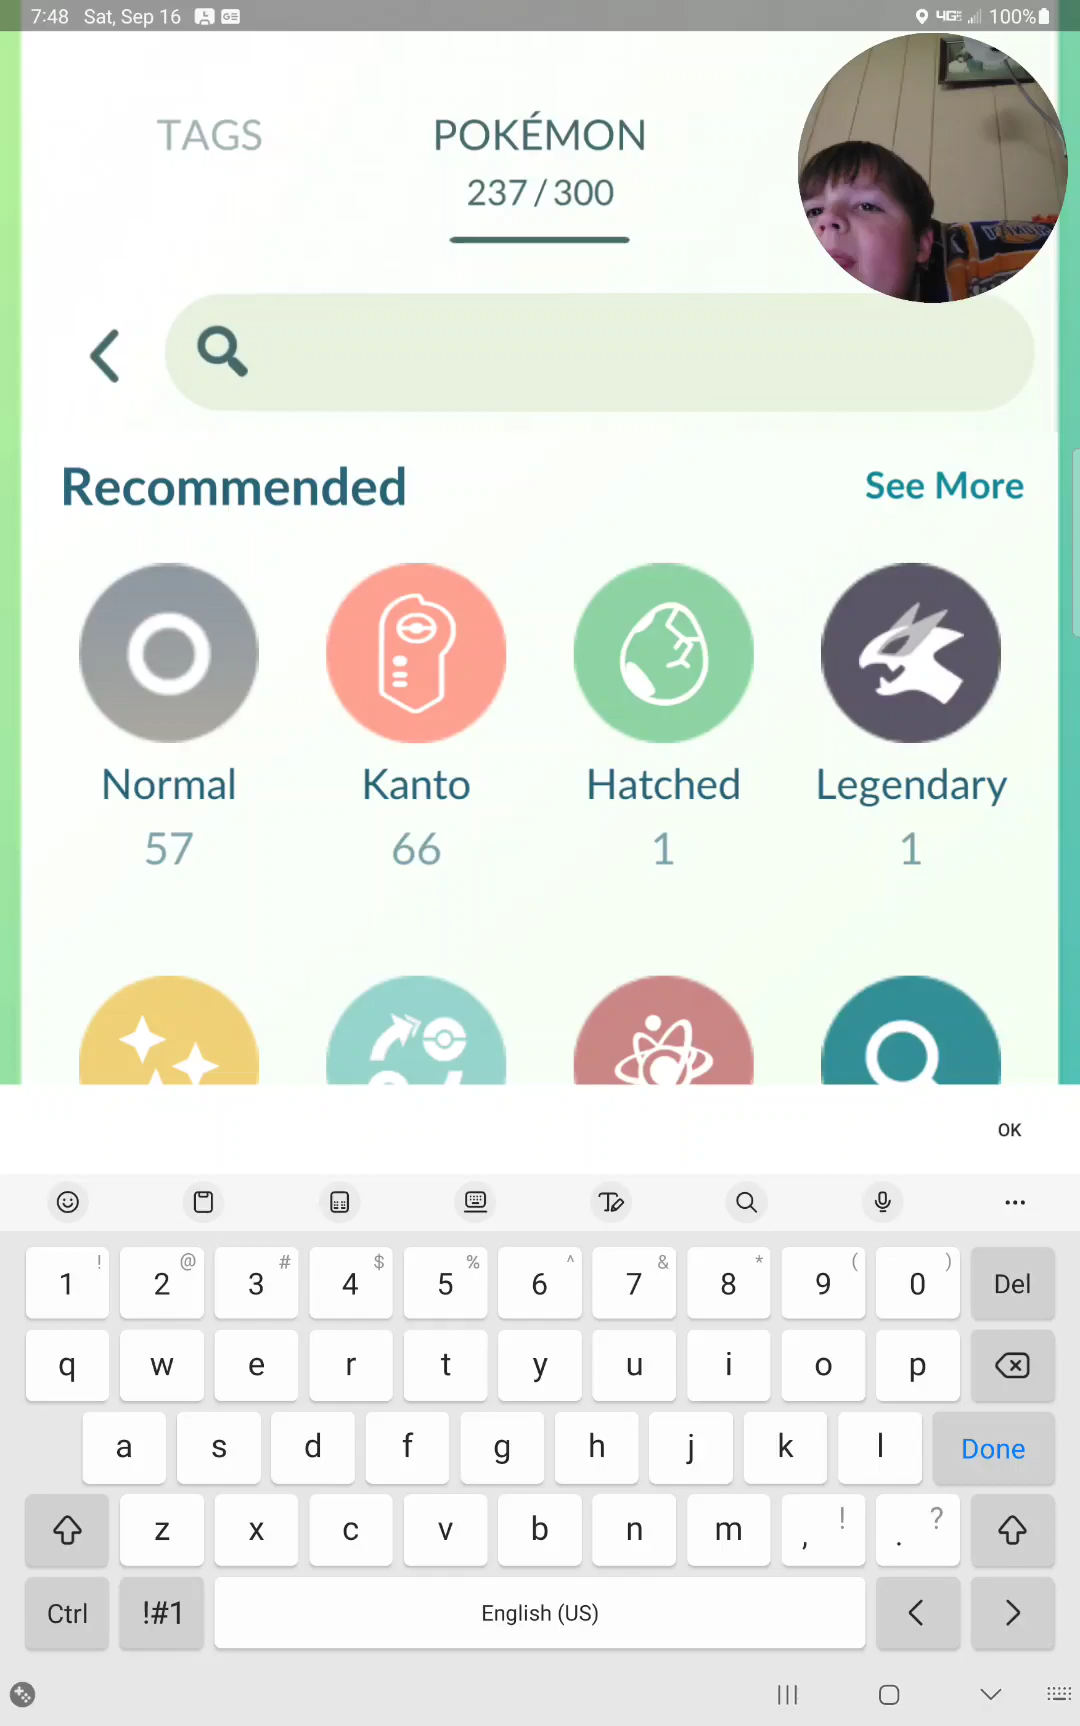 7:48 Sat, Sep 16 GE 4GE 100%
TAGS
POKÉMON
237 / 300
Recommended
See More
Normal Kanto Hatched Legendary
57 66 1 1
OK
1 ! 2 @ 3 # 4 $ 5 % 6 ^ 7 & 8 * 9 ( 0 ) Del
q w e r t y u i o p
a s d f g h j k l Done
z x c v b n m , ! . ?
Ctrl !#1 English (US) < >